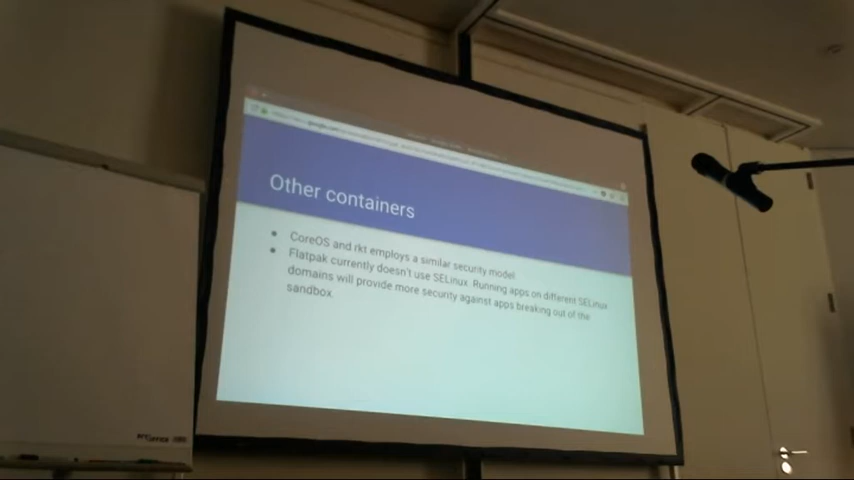 Other containers
● CoreOS and rkt employs a similar security model
● Flatpak currently doesn't use SELinux. Running apps on different SELinux
domains will provide more security against apps breaking out of the
sandbox.